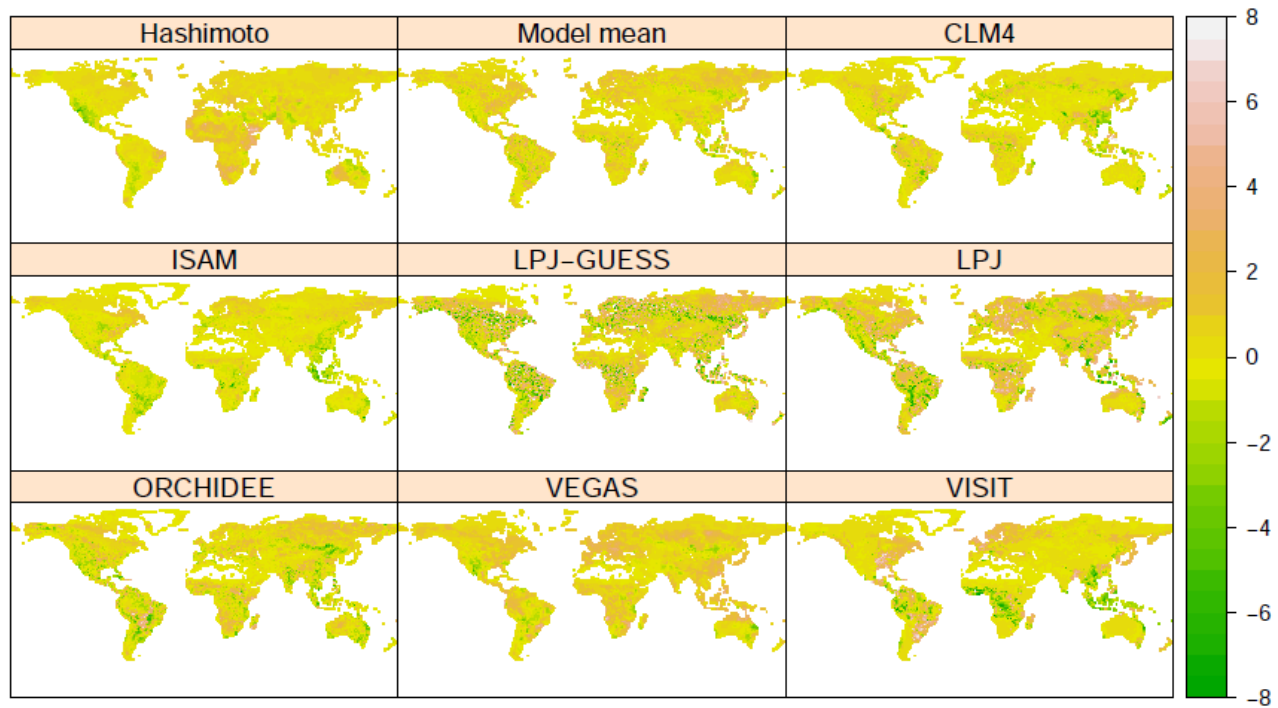 Hashimoto
Model mean
CLM4
ISAM
LPJ−GUESS
LPJ
ORCHIDEE
VEGAS
VISIT
8
6
4
2
0
−2
−4
−6
−8